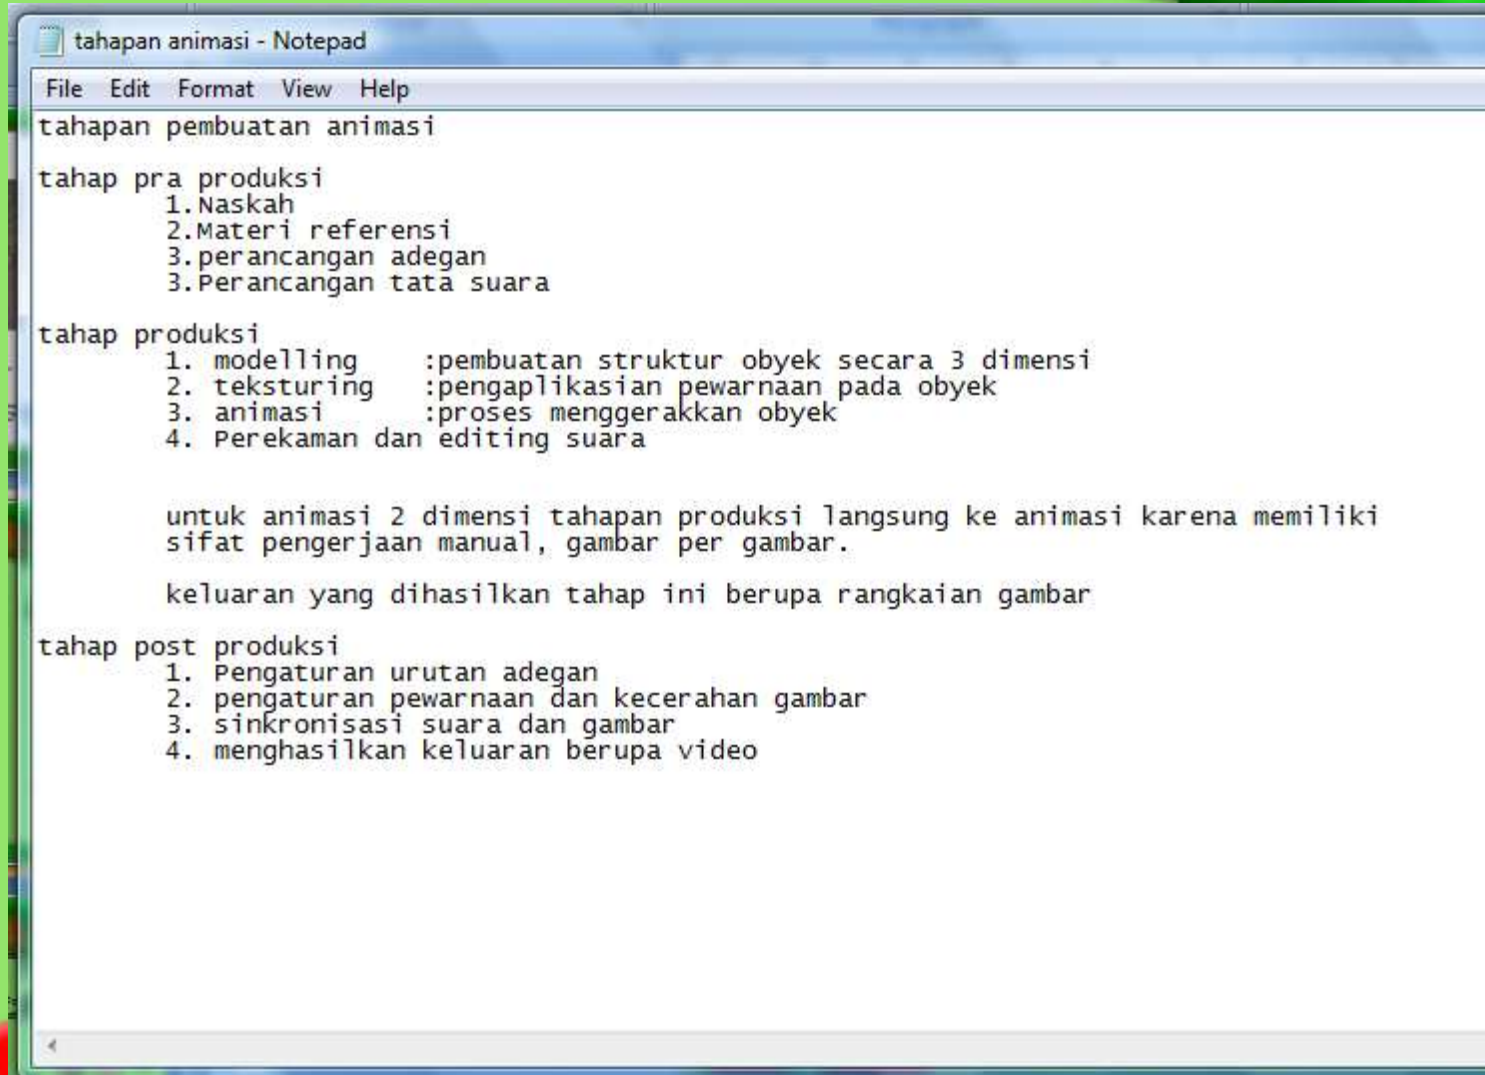 tahapan animasi - Notepad
File Edit Format View Help
tahapan pembuatan animasi
tahap pra produksi
1.Naskah
2.Materi referensi
3.perancangan adegan
3.Perancangan tata suara
tahap produksi
1. modelling :pembuatan struktur obyek secara 3 dimensi
2. teksturing :pengaplikasian pewarnaan pada obyek
3. animasi :proses menggerakkan obyek
4. Perekaman dan editing suara
untuk animasi 2 dimensi tahapan produksi langsung ke animasi karena memiliki
sifat pengerjaan manual, gambar per gambar.
keluaran yang dihasilkan tahap ini berupa rangkaian gambar
tahap post produksi
1. Pengaturan urutan adegan
2. pengaturan pewarnaan dan kecerahan gambar
3. sinkronisasi suara dan gambar
4. menghasilkan keluaran berupa video